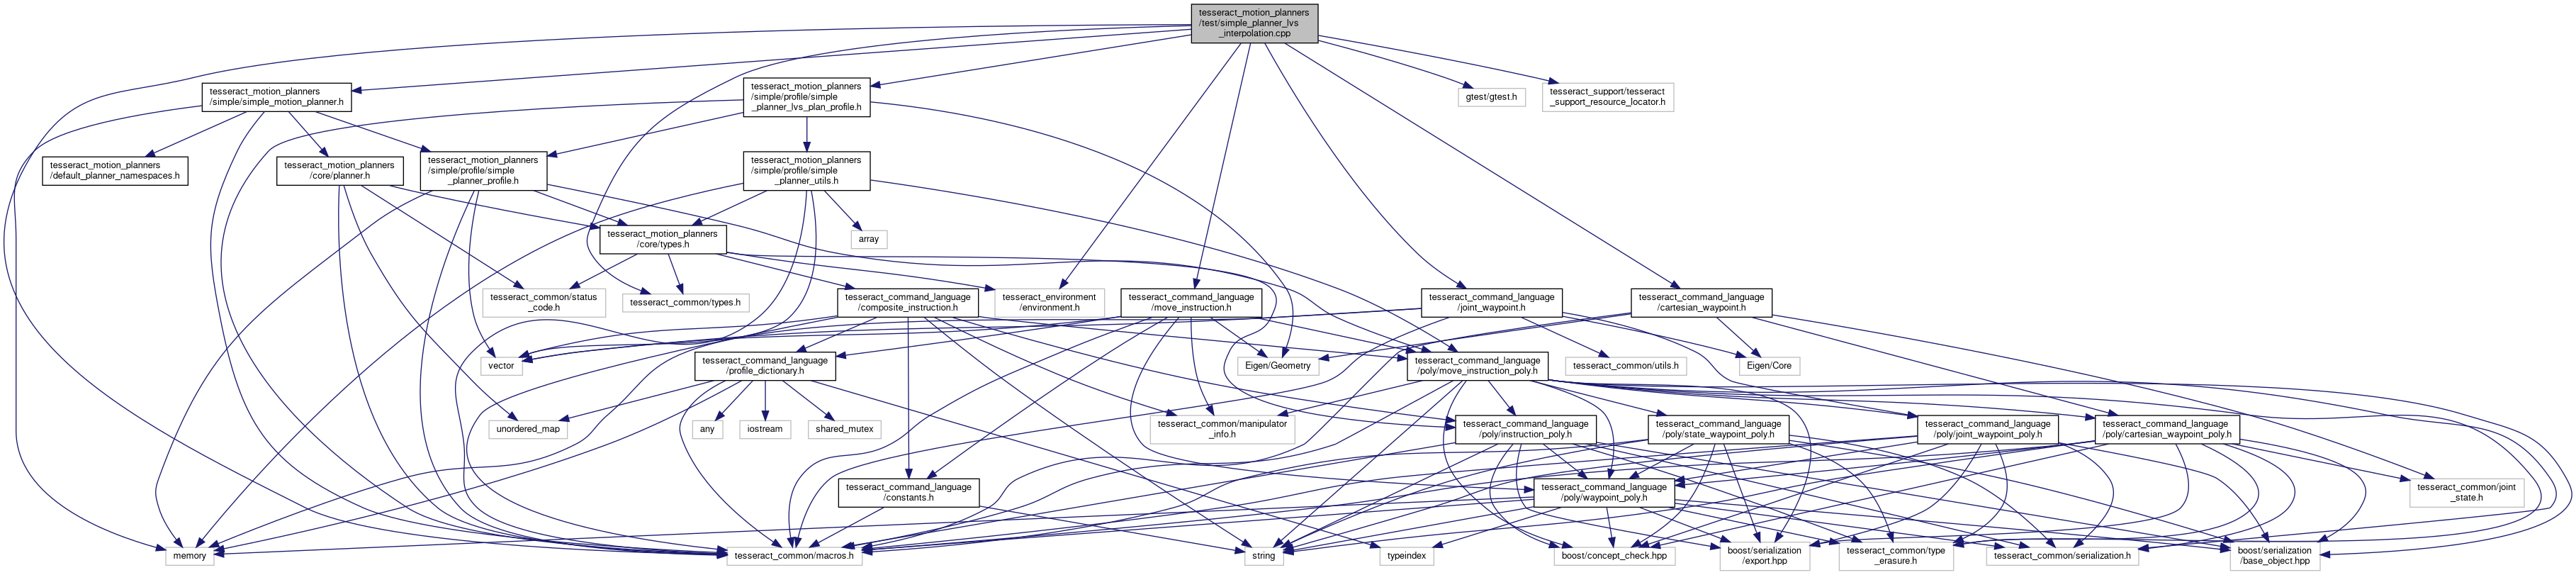 tesseract_motion_planners
/test/simple_planner_lvs
_interpolation.cpp
tesseract_motion_planners
/simple/simple_motion_planner.h
tesseract_motion_planners
/simple/profile/simple
_planner_lvs_plan_profile.h
gtest/gtest.h
tesseract_support/tesseract
_support_resource_locator.h
tesseract_motion_planners
/default_planner_namespaces.h
tesseract_motion_planners
/core/planner.h
tesseract_motion_planners
/simple/profile/simple
_planner_profile.h
tesseract_motion_planners
/simple/profile/simple
_planner_utils.h
tesseract_motion_planners
/core/types.h
array
tesseract_common/status
_code.h
tesseract_common/types.h
tesseract_command_language
/composite_instruction.h
tesseract_environment
/environment.h
tesseract_command_language
/move_instruction.h
tesseract_command_language
/joint_waypoint.h
tesseract_command_language
/cartesian_waypoint.h
vector
tesseract_command_language
/profile_dictionary.h
Eigen/Geometry
tesseract_command_language
/poly/move_instruction_poly.h
tesseract_common/utils.h
Eigen/Core
unordered_map
any
iostream
shared_mutex
tesseract_common/manipulator
_info.h
tesseract_command_language
/poly/instruction_poly.h
tesseract_command_language
/poly/state_waypoint_poly.h
tesseract_command_language
/poly/joint_waypoint_poly.h
tesseract_command_language
/poly/cartesian_waypoint_poly.h
tesseract_command_language
/constants.h
tesseract_command_language
/poly/waypoint_poly.h
tesseract_common/joint
_state.h
memory
tesseract_common/macros.h
string
typeindex
boost/concept_check.hpp
boost/serialization
/export.hpp
tesseract_common/type
_erasure.h
tesseract_common/serialization.h
boost/serialization
/base_object.hpp